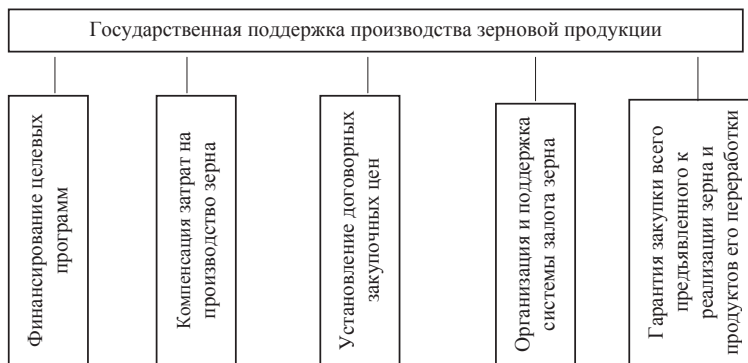 Государственная поддержка производства зерновой продукции
Финансирование целевых
программ
Компенсация затрат на
производство зерна
Установление договорных
закупочных цен
Организация и поддержка
системы залога зерна
Гарантия закупки всего
предъявленного к
реализации зерна и
продуктов его переработки